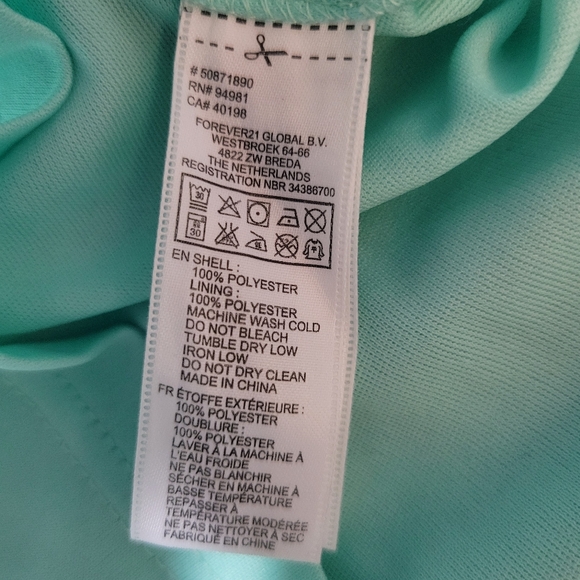 # 50871890
RN# 94981
CA# 40198
FOREVER21 GLOBAL B.V.
WESTBROEK 64-66
4822 ZW BREDA
THE NETHERLANDS
REGISTRATION NBR 34386700
30
30
EN SHELL :
100% POLYESTER
LINING :
100% POLYESTER
MACHINE WASH COLD
DO NOT BLEACH
TUMBLE DRY LOW
IRON LOW
DO NOT DRY CLEAN
MADE IN CHINA
FR ÉTOFFE EXTÉRIEURE :
100% POLYESTER
DOUBLURE :
100% POLYESTER
LAVER À LA MACHINE À
L'EAU FROIDE
NE PAS BLANCHIR
SÉCHER EN MACHINE À
BASSE TEMPÉRATURE
REPASSER À
TEMPÉRATURE MODÉRÉE
NE PAS NETTOYER À SEC
FABRIQUÉ EN CHINE